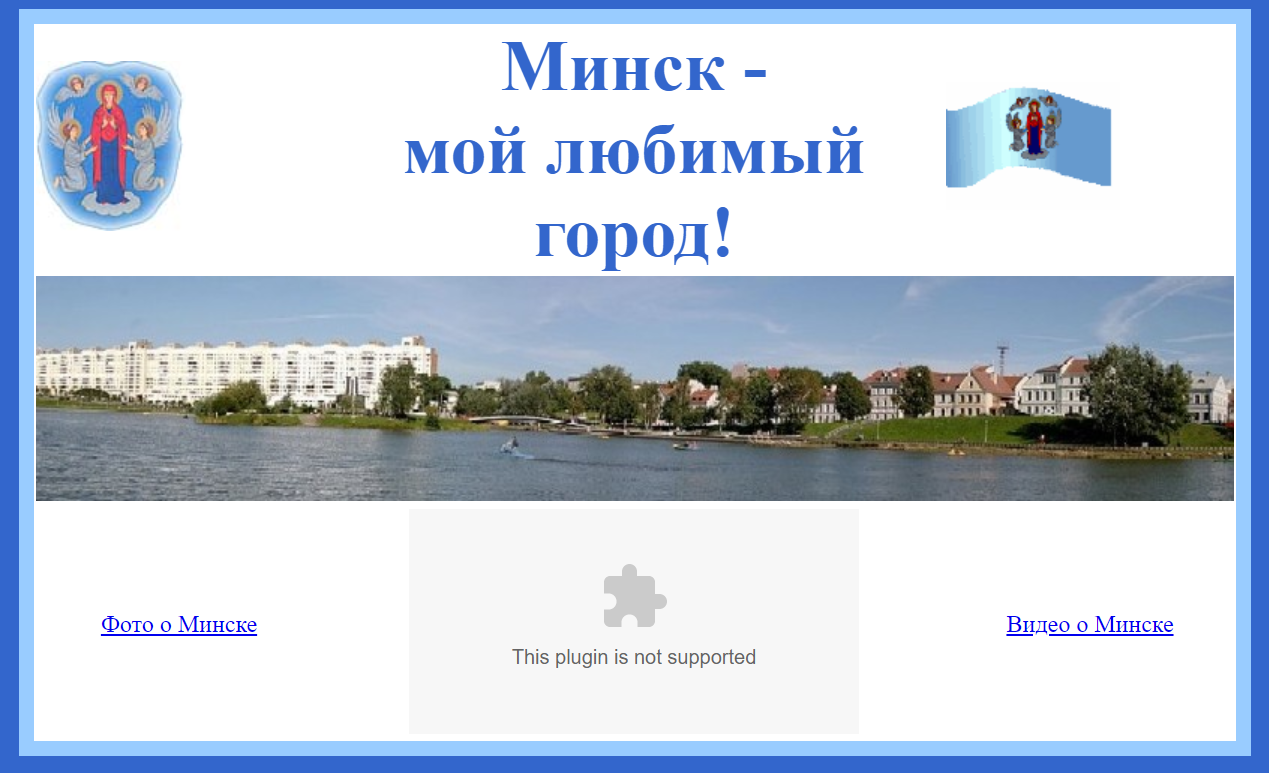 Минск -
мой любимый
город!
Фото о Минске
This plugin is not supported
Видео о Минске